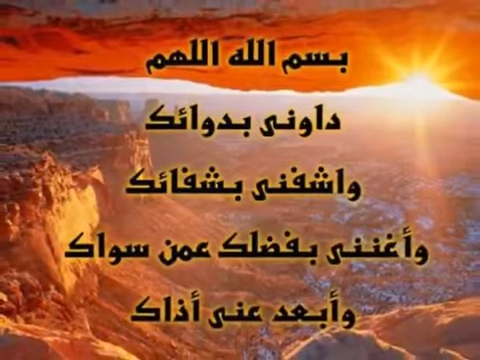 بسم الله اللهم
داونى بدوائك
واشفنى بشفائك
وأغننى بفضلك عمن سواك
وأبعد عنى أذاك